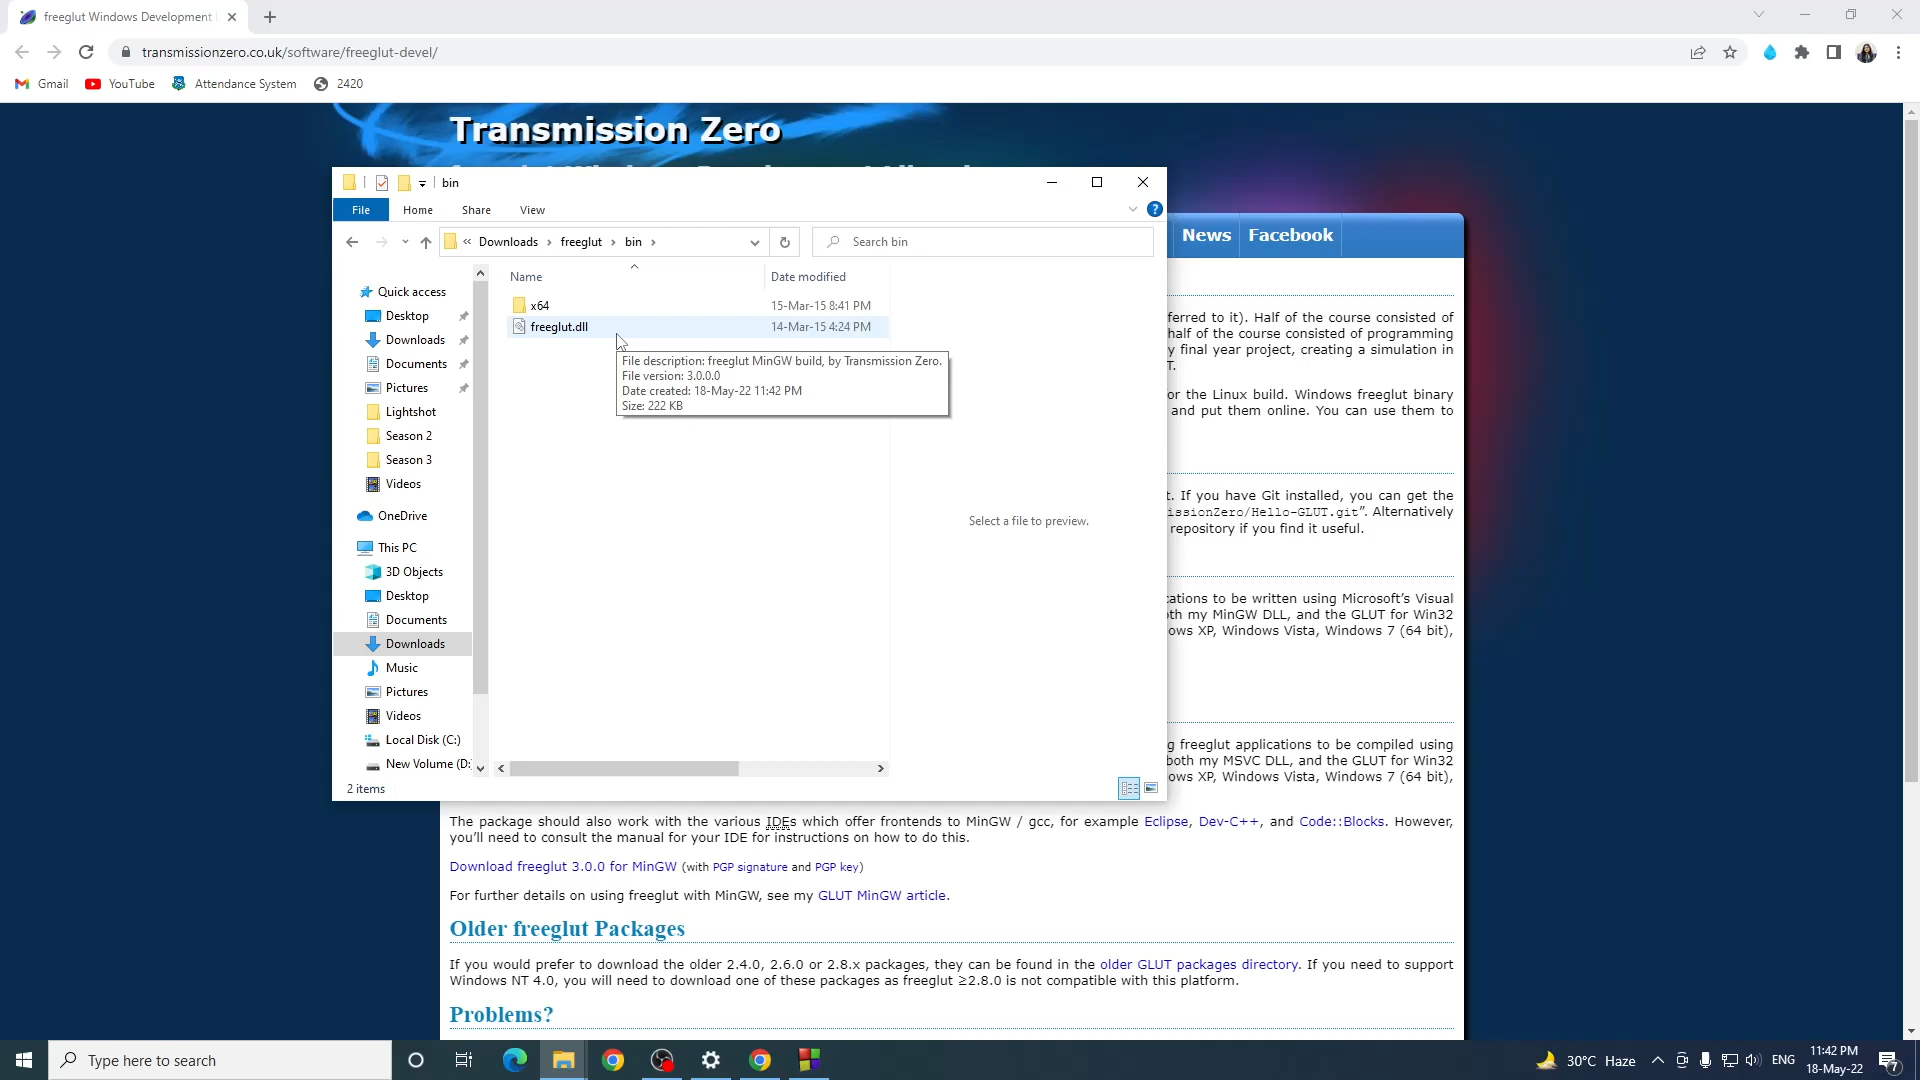 freeglut Windows Development
transmissionzero.co.uk/software/freeglut-devel/
Gmail
YouTube
Attendance System
2420
Transmission Zero
bin
File
Home
Share
View
« Downloads › freeglut › bin ›
Search bin
News
Facebook
Name
Date modified
x64
15-Mar-15 8:41 PM
freeglut.dll
14-Mar-15 4:24 PM
File description: freeglut MinGW build, by Transmission Zero.
File version: 3.0.0.0
Date created: 18-May-22 11:42 PM
Size: 222 KB
Quick access
Desktop
Downloads
Documents
Pictures
Lightshot
Season 2
Season 3
Videos
OneDrive
This PC
3D Objects
Desktop
Documents
Downloads
Music
Pictures
Videos
Local Disk (C:)
New Volume (D:
Select a file to preview.
2 items
ferred to it). Half of the course consisted of
half of the course consisted of programming
y final year project, creating a simulation in
T.
or the Linux build. Windows freeglut binary
and put them online. You can use them to
t. If you have Git installed, you can get the
issionZero/Hello-GLUT.git”. Alternatively
repository if you find it useful.
cations to be written using Microsoft’s Visual
oth my MinGW DLL, and the GLUT for Win32
ows XP, Windows Vista, Windows 7 (64 bit),
g freeglut applications to be compiled using
both my MSVC DLL, and the GLUT for Win32
ows XP, Windows Vista, Windows 7 (64 bit),
The package should also work with the various IDEs which offer frontends to MinGW / gcc, for example Eclipse, Dev-C++, and Code::Blocks. However,
you’ll need to consult the manual for your IDE for instructions on how to do this.
Download freeglut 3.0.0 for MinGW (with PGP signature and PGP key)
For further details on using freeglut with MinGW, see my GLUT MinGW article.
Older freeglut Packages
If you would prefer to download the older 2.4.0, 2.6.0 or 2.8.x packages, they can be found in the older GLUT packages directory. If you need to support
Windows NT 4.0, you will need to download one of these packages as freeglut ≥2.8.0 is not compatible with this platform.
Problems?
Type here to search
30°C Haze
ENG
11:42 PM
18-May-22
7